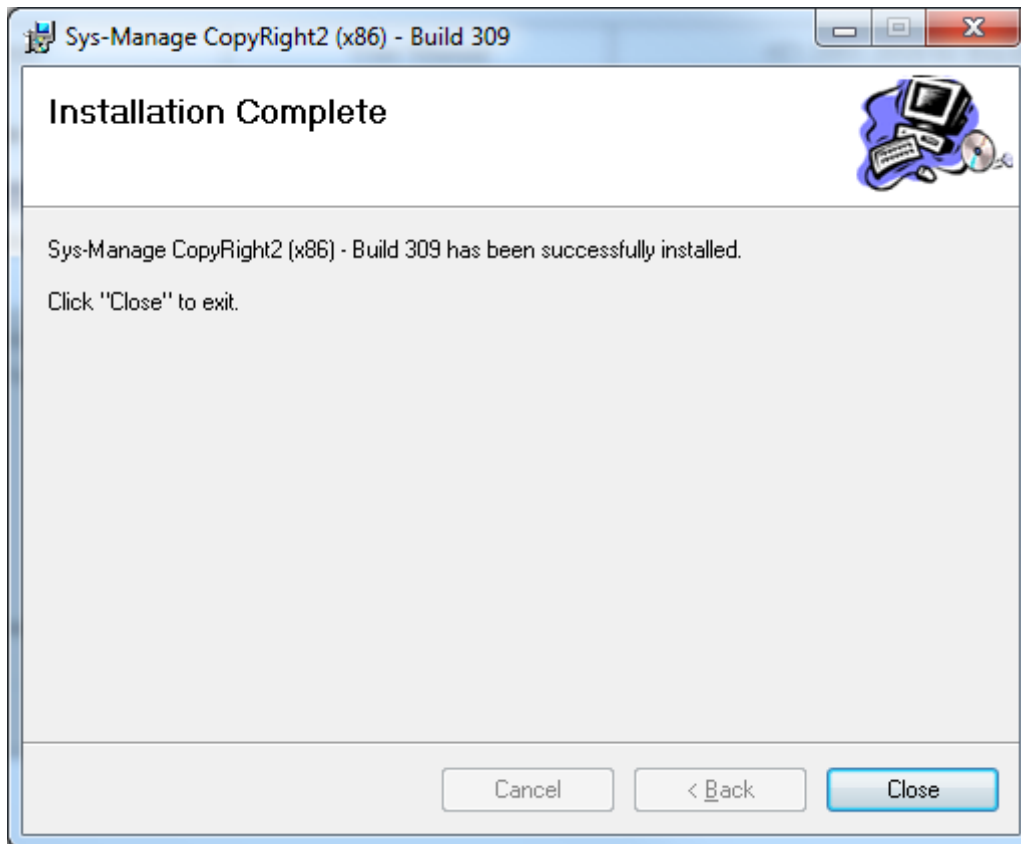 Sys-Manage CopyRight2 (x86) - Build 309
Installation Complete
Sys-Manage CopyRight2 (x86) - Build 309 has been successfully installed.
Click "Close" to exit.
Cancel
< Back
Close